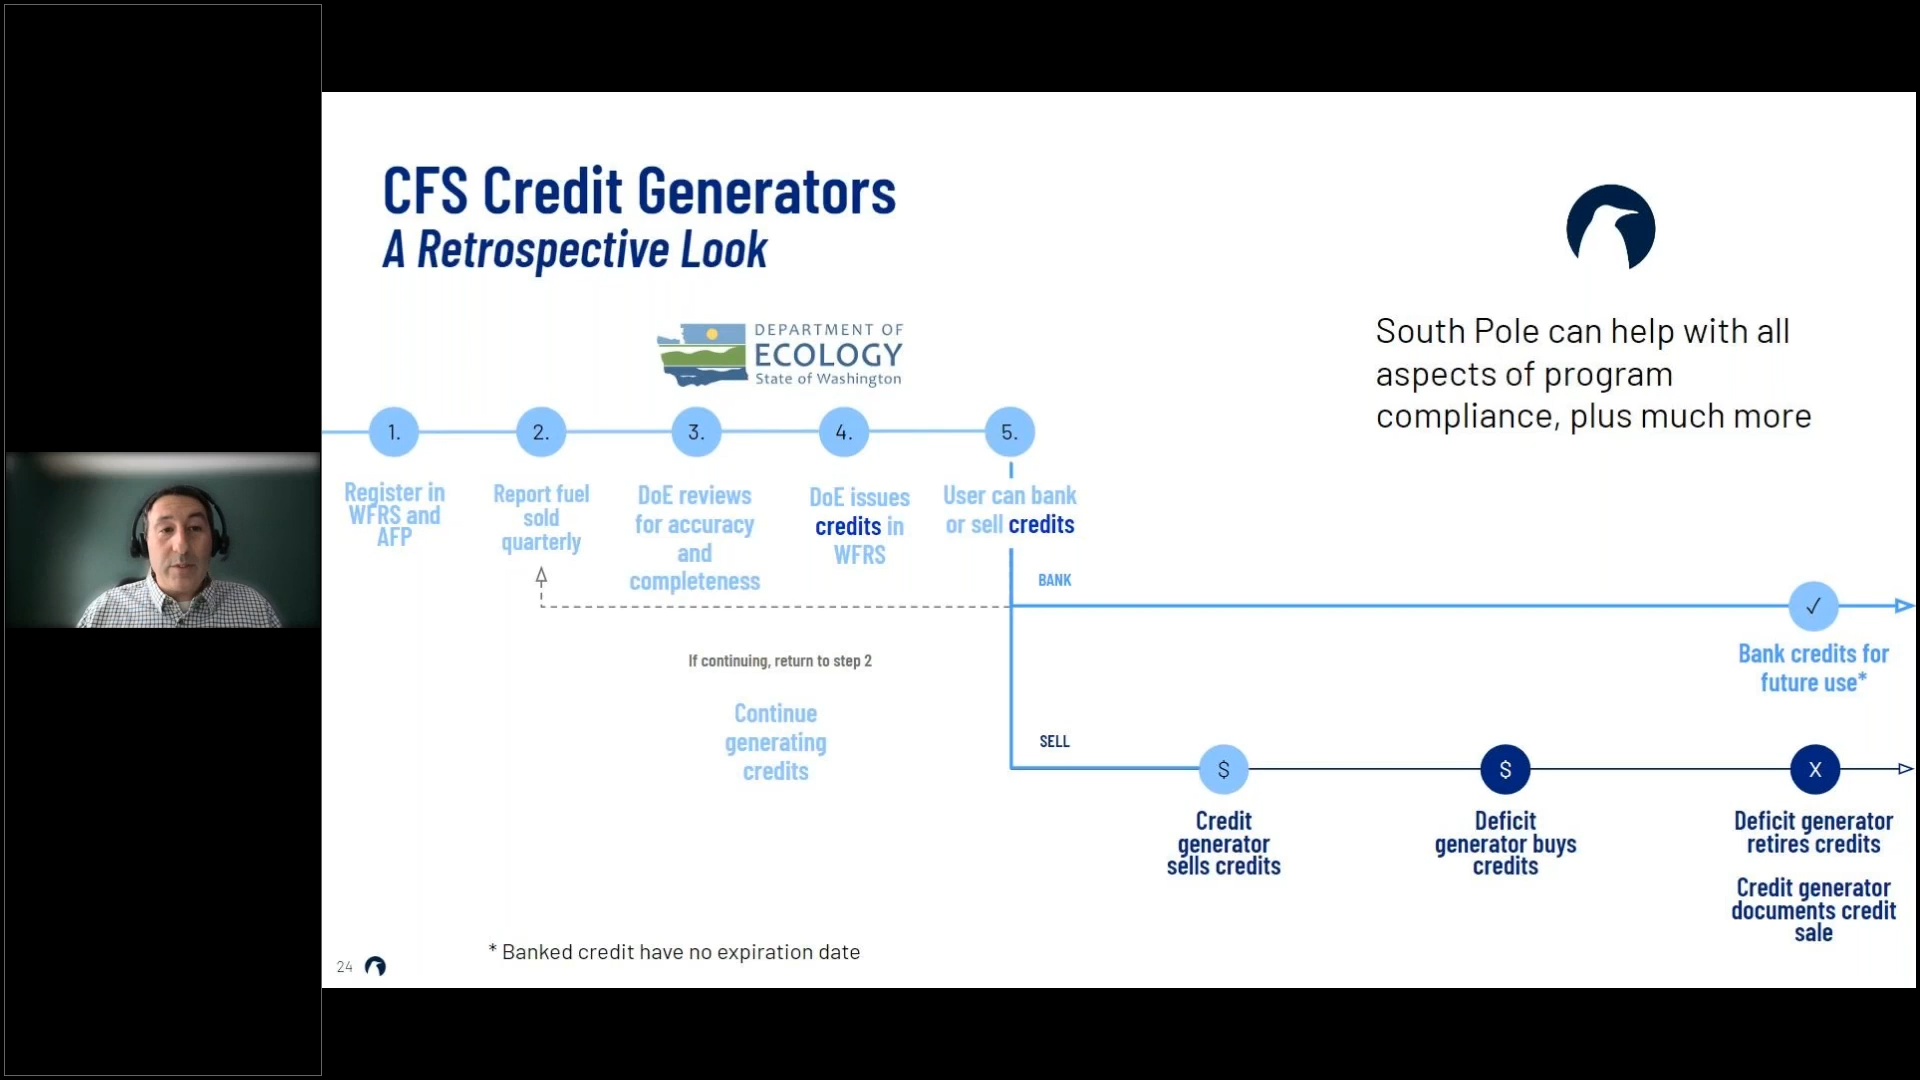 CFS Credit Generators
A Retrospective Look
DEPARTMENT OF
ECOLOGY
State of Washington
South Pole can help with all
aspects of program
compliance, plus much more
1.
2.
3.
4.
5.
Register in
WFRS and
AFP
Report fuel
sold
quarterly
DoE reviews
for accuracy
and
completeness
DoE issues
credits in
WFRS
User can bank
or sell credits
BANK
✓
Bank credits for
future use*
If continuing, return to step 2
Continue
generating
credits
SELL
$
$
X
Credit
generator
sells credits
Deficit
generator buys
credits
Deficit generator
retires credits
Credit generator
documents credit
sale
* Banked credit have no expiration date
24